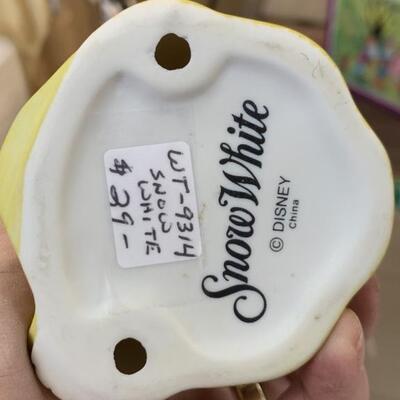 Snow White
© DISNEY
China
WT-9314
SNOW
WHITE
$ 29-